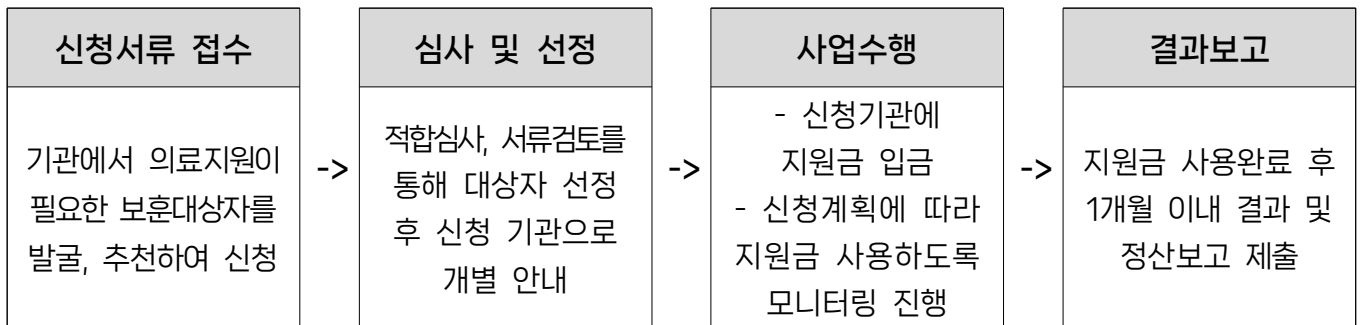 신청서류 접수
기관에서 의료지원이
필요한 보훈대상자를
발굴, 추천하여 신청
->
심사 및 선정
적합심사, 서류검토를
통해 대상자 선정
후 신청 기관으로
개별 안내
->
사업수행
- 신청기관에
지원금 입금
- 신청계획에 따라
지원금 사용하도록
모니터링 진행
->
결과보고
지원금 사용완료 후
1개월 이내 결과 및
정산보고 제출